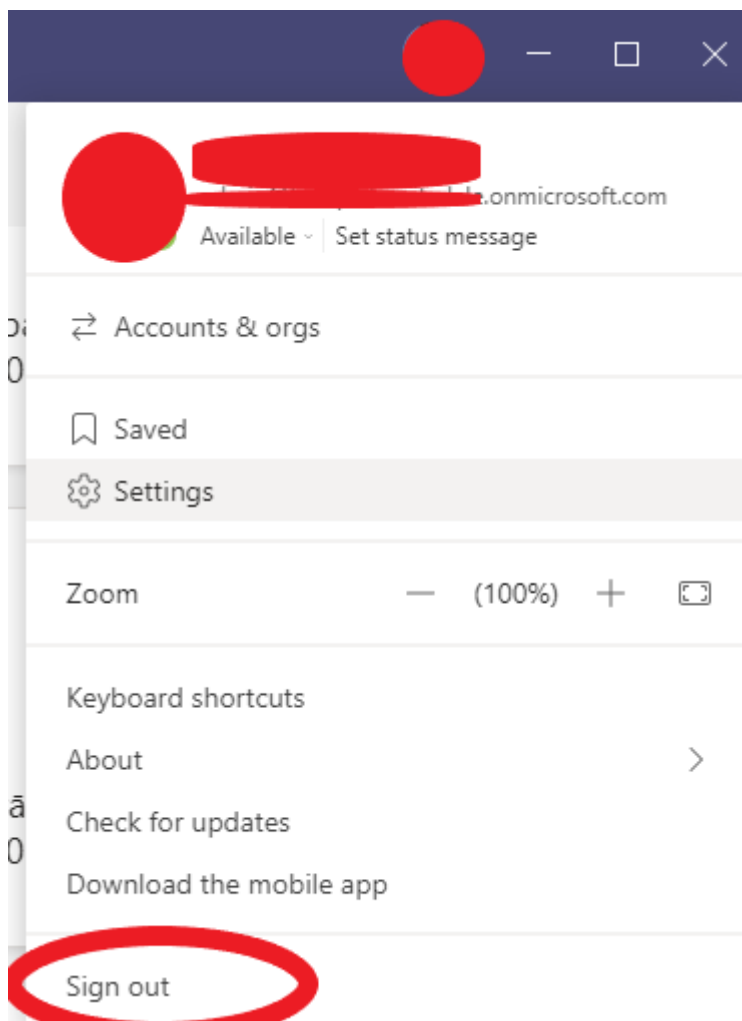 .onmicrosoft.com
Available Set status message
Accounts & orgs
Saved
Settings
Zoom (100%)
Keyboard shortcuts
About
Check for updates
Download the mobile app
Sign out